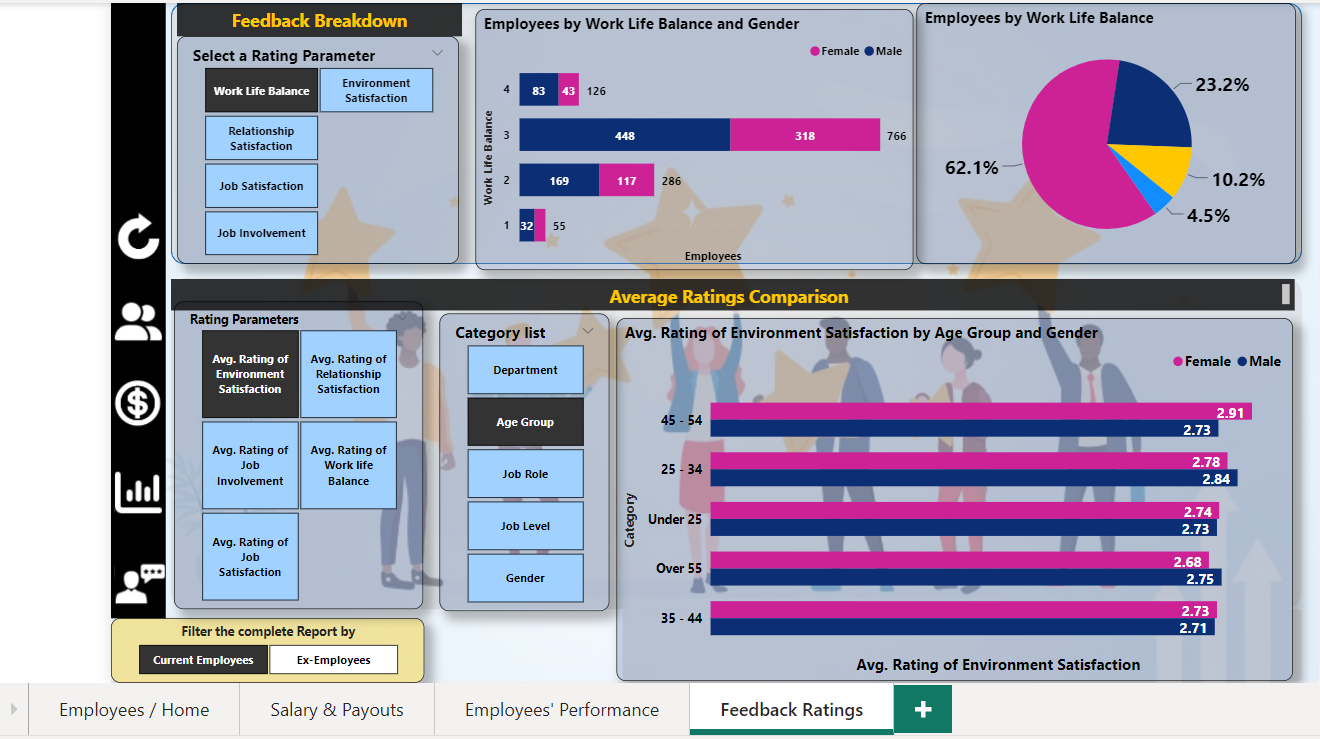 Feedback Breakdown
Select a Rating Parameter
Work Life Balance
Environment
Satisfaction
Relationship
Satisfaction
Job Satisfaction
Job Involvement
Employees by Work Life Balance and Gender
Female Male
Work Life Balance
4 83 43 126
3 448 318 766
2 169 117 286
1 32 55
Employees
Employees by Work Life Balance
23.2%
62.1%
10.2%
4.5%
Average Ratings Comparison
Rating Parameters
Avg. Rating of
Environment
Satisfaction
Avg. Rating of
Relationship
Satisfaction
Avg. Rating of
Job
Involvement
Avg. Rating of
Work life
Balance
Avg. Rating of
Job
Satisfaction
Category list
Department
Age Group
Job Role
Job Level
Gender
Avg. Rating of Environment Satisfaction by Age Group and Gender
Female Male
Category
45 - 54 2.91
2.73
25 - 34 2.78
2.84
Under 25 2.74
2.73
Over 55 2.68
2.75
35 - 44 2.73
2.71
Avg. Rating of Environment Satisfaction
Filter the complete Report by
Current Employees
Ex-Employees
Employees / Home
Salary & Payouts
Employees' Performance
Feedback Ratings
+